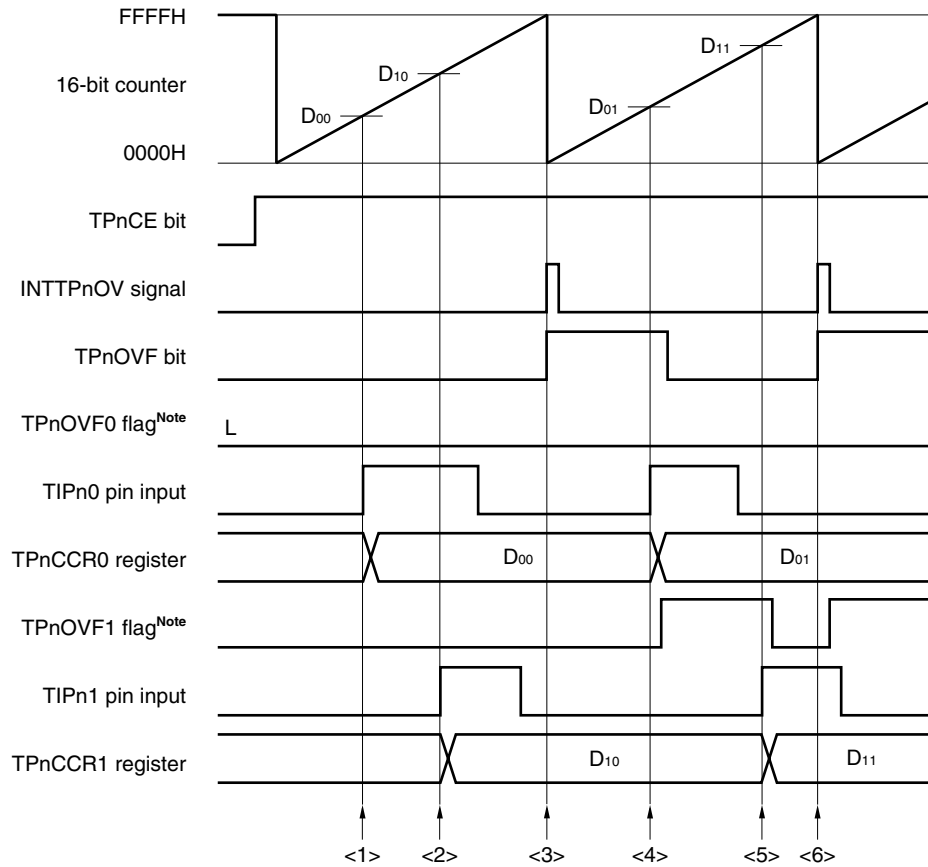 FFFFH
D11
D10
16-bit counter
D01
D00
0000H
TPnCE bit
INTTPnOV signal
TPnOVF bit
TPnOVF0 flagNote
L
TIPn0 pin input
TPnCCR0 register
D00
D01
TPnOVF1 flagNote
TIPn1 pin input
TPnCCR1 register
D10
D11
<1> <2> <3> <4> <5> <6>